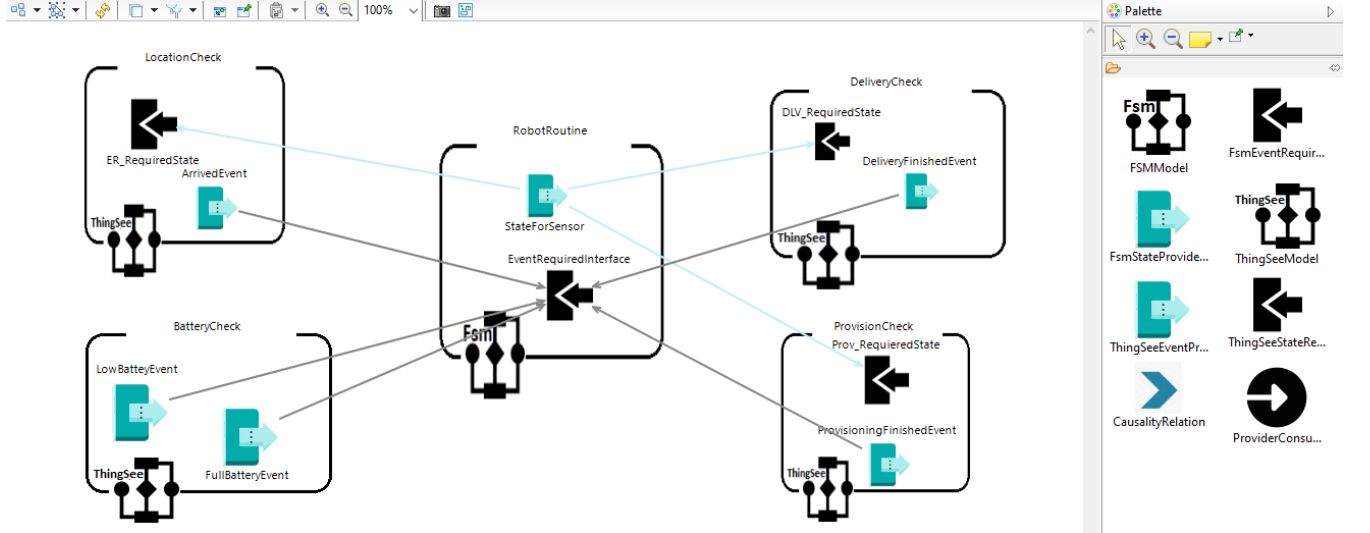 100%
Palette
LocationCheck
ER_RequiredState
ArrivedEvent
ThingSee
RobotRoutine
StateForSensor
EventRequiredInterface
Fsm
DeliveryCheck
DLV_RequiredState
DeliveryFinishedEvent
ThingSee
BatteryCheck
LowBatteyEvent
FullBatteryEvent
ThingSee
ProvisionCheck
Prov_RequieredState
ProvisioningFinishedEvent
ThingSee
Fsm
FSMModel
FsmEventRequir...
FsmStateProvide...
ThingSee
ThingSeeModel
ThingSeeEventPr...
ThingSeeStateRe...
CausalityRelation
ProviderConsu...